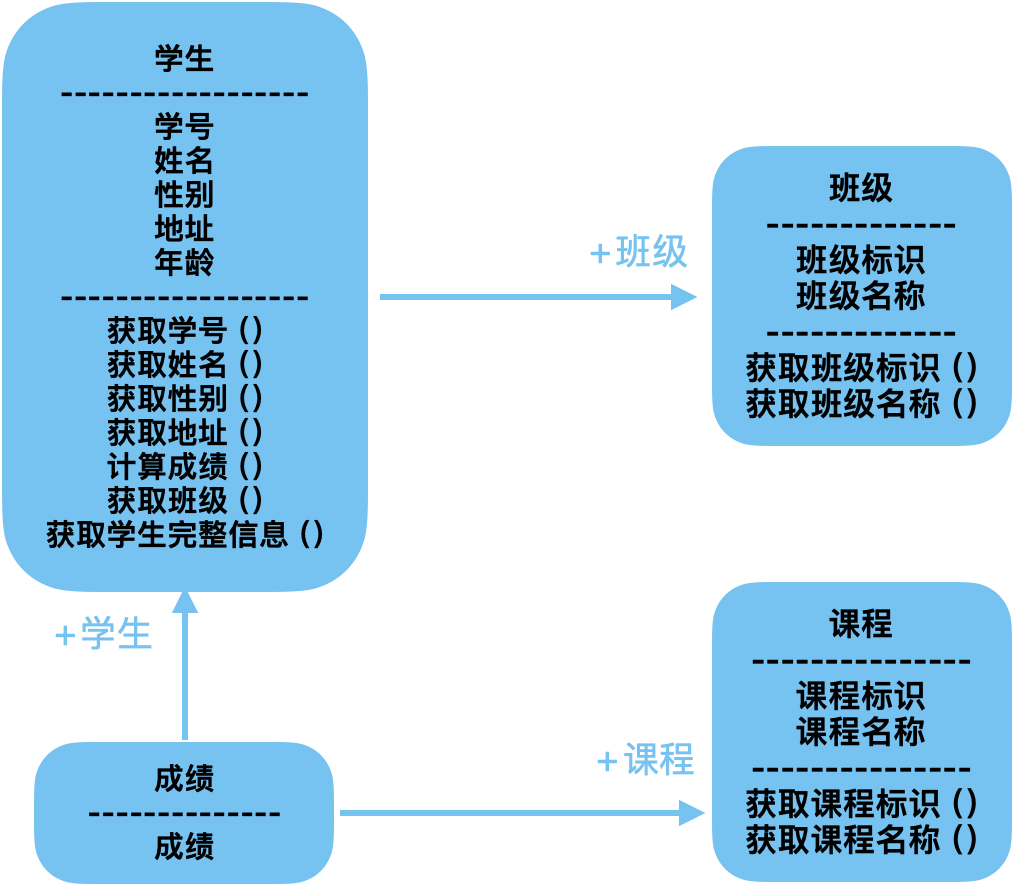 学生
------------------
学号
姓名
性别
地址
年龄
------------------
获取学号（）
获取姓名（）
获取性别（）
获取地址（）
计算成绩（）
获取班级（）
获取学生完整信息（）
+班级
班级
-------------
班级标识
班级名称
-------------
获取班级标识（）
获取班级名称（）
+学生
成绩
--------------
成绩
+课程
课程
---------------
课程标识
课程名称
---------------
获取课程标识（）
获取课程名称（）